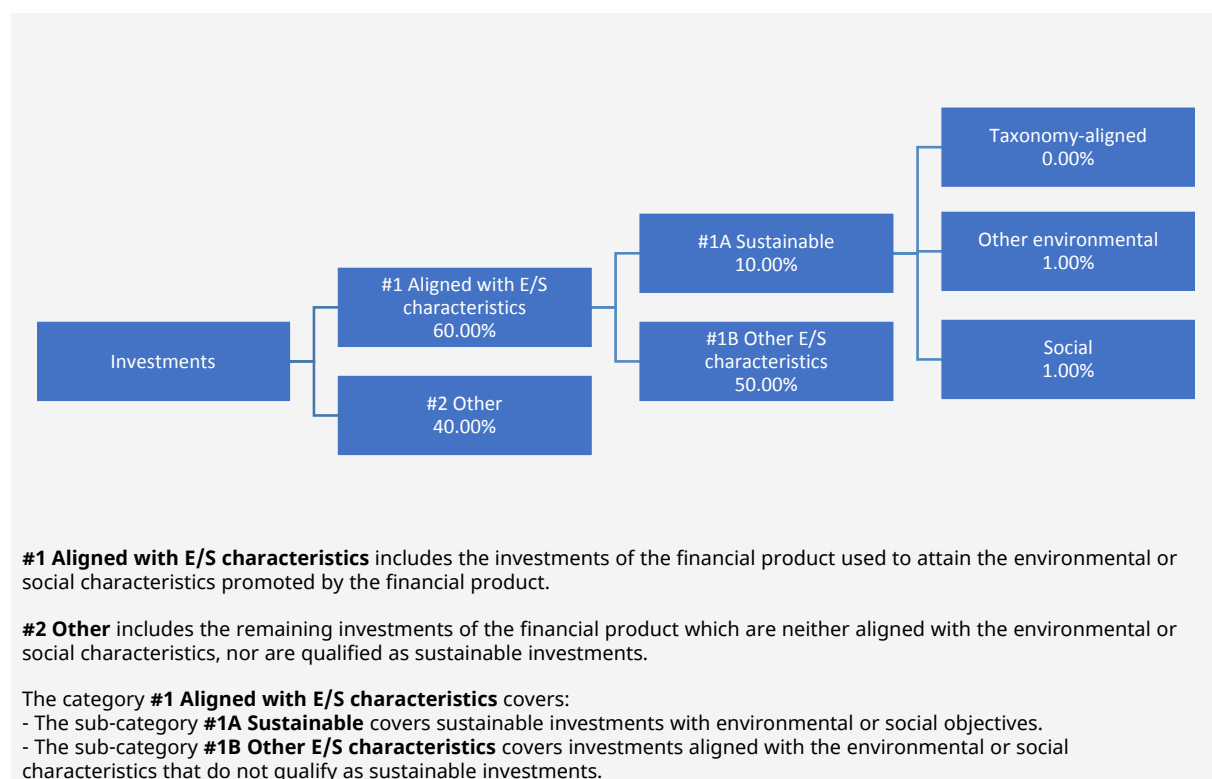 Investments
#1 Aligned with E/S
characteristics
60.00%
#2 Other
40.00%
#1A Sustainable
10.00%
#1B Other E/S
characteristics
50.00%
Taxonomy-aligned
0.00%
Other environmental
1.00%
Social
1.00%
#1 Aligned with E/S characteristics includes the investments of the financial product used to attain the environmental or
social characteristics promoted by the financial product.
#2 Other includes the remaining investments of the financial product which are neither aligned with the environmental or
social characteristics, nor are qualified as sustainable investments.
The category #1 Aligned with E/S characteristics covers:
- The sub-category #1A Sustainable covers sustainable investments with environmental or social objectives.
- The sub-category #1B Other E/S characteristics covers investments aligned with the environmental or social
characteristics that do not qualify as sustainable investments.